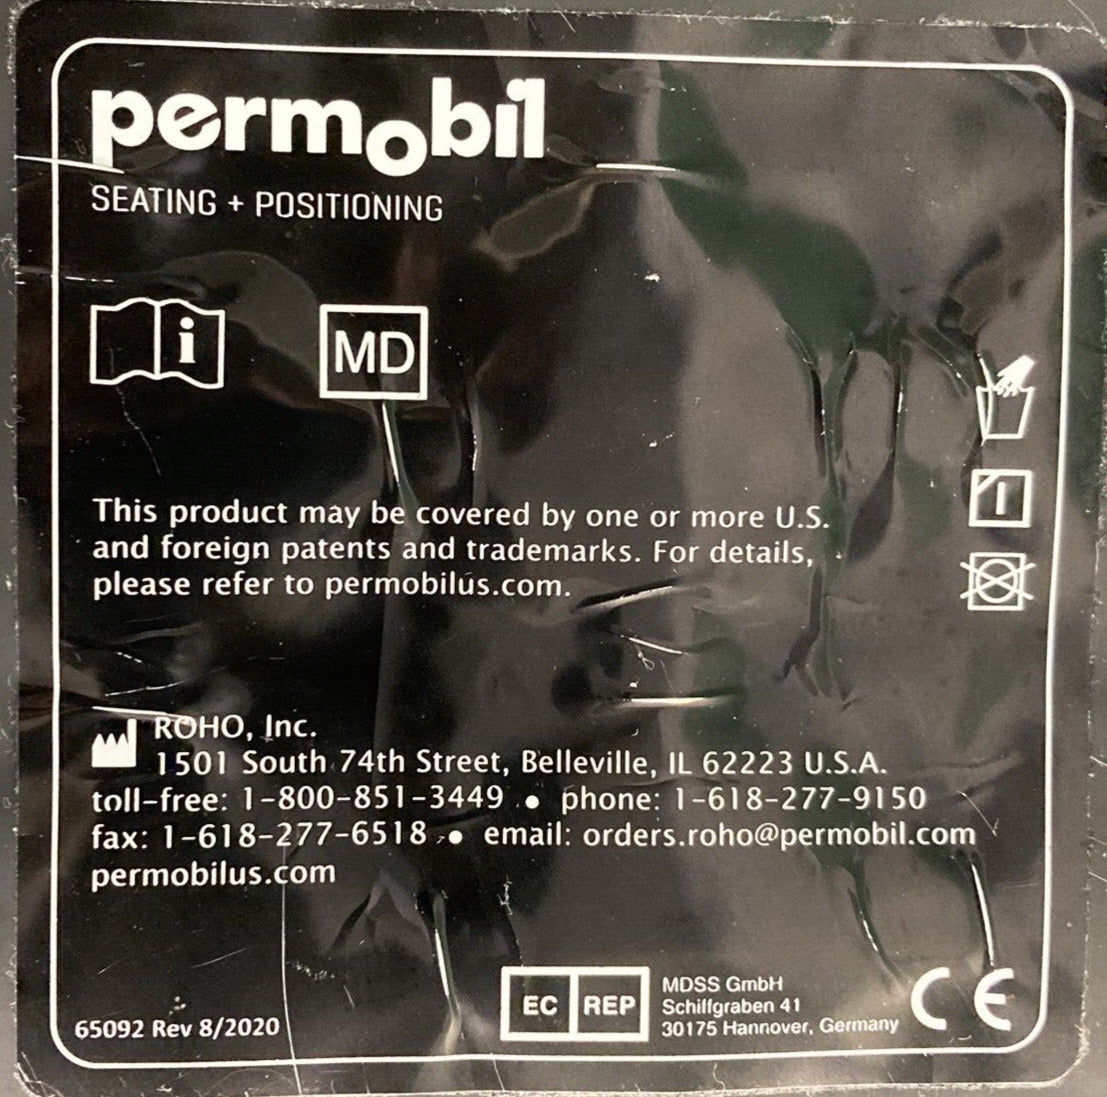 permobil
SEATING + POSITIONING
i
MD
This product may be covered by one or more U.S.
and foreign patents and trademarks. For details,
please refer to permobilus.com.
ROHO, Inc.
1501 South 74th Street, Belleville, IL 62223 U.S.A.
toll-free: 1-800-851-3449 • phone: 1-618-277-9150
fax: 1-618-277-6518 • email: orders.roho@permobil.com
permobilus.com
65092 Rev 8/2020
EC REP
MDSS GmbH
Schiffgraben 41
30175 Hannover, Germany
CE